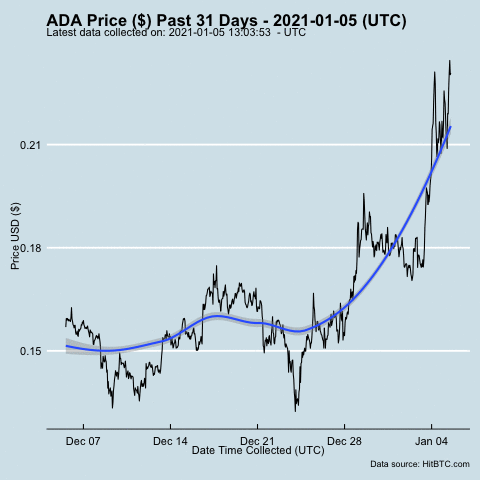 ADA Price ($) Past 31 Days - 2021-01-05 (UTC)
Latest data collected on: 2021-01-05 13:03:53 - UTC
Price USD ($)
0.21
0.18
0.15
Dec 07
Dec 14
Dec 21
Dec 28
Jan 04
Date Time Collected (UTC)
Data source: HitBTC.com